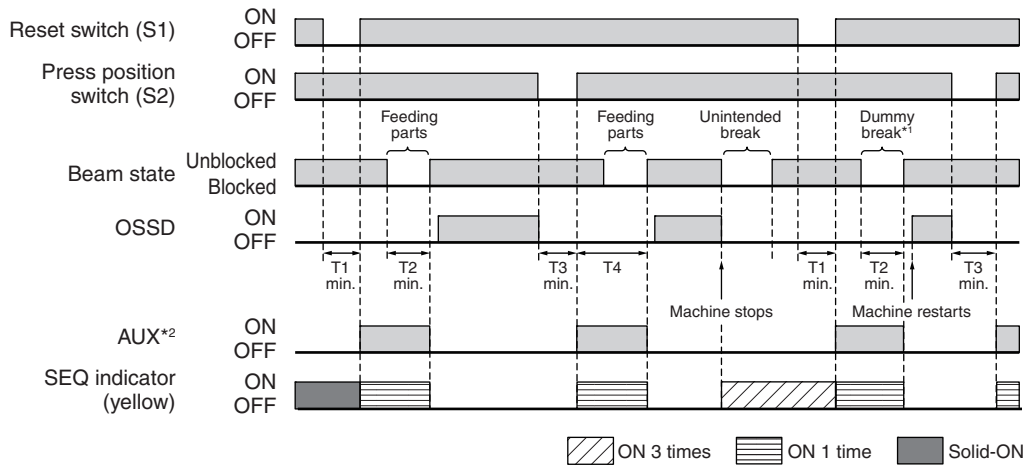 Reset switch (S1)
ON
OFF
Press position
switch (S2)
ON
OFF
Feeding
parts
Feeding
parts
Unintended
break
Dummy
break*1
Beam state
Unblocked
Blocked
OSSD
ON
OFF
T1
min.
T2
min.
T3
min.
T4
T1
min.
T2
min.
T3
min.
Machine stops
Machine restarts
AUX*2
ON
OFF
SEQ indicator
(yellow)
ON
OFF
ON 3 times
ON 1 time
Solid-ON